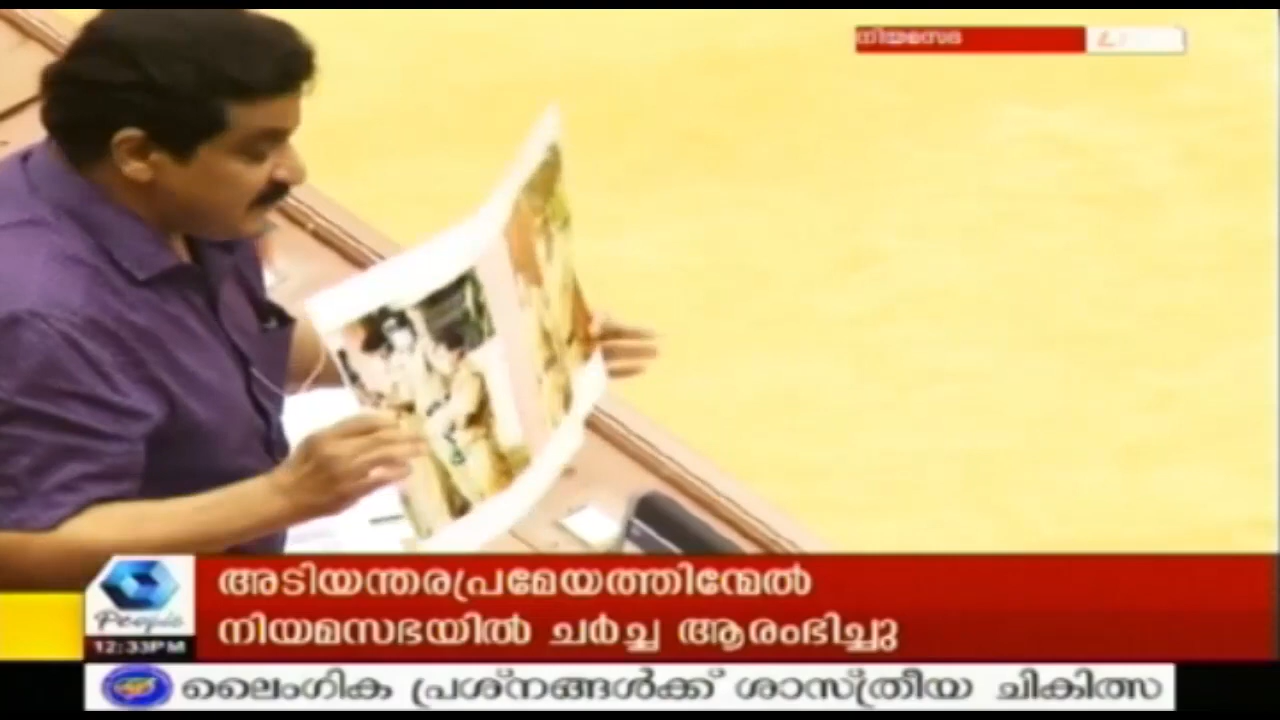 നിയമസഭ
അടിയന്തരപ്രമേയത്തിന്മേൽ
നിയമസഭയിൽ ചർച്ച ആരംഭിച്ചു
People
12:33PM
ലൈംഗിക പ്രശ്നങ്ങൾക്ക് ശാസ്ത്രീയ ചികിത്സ